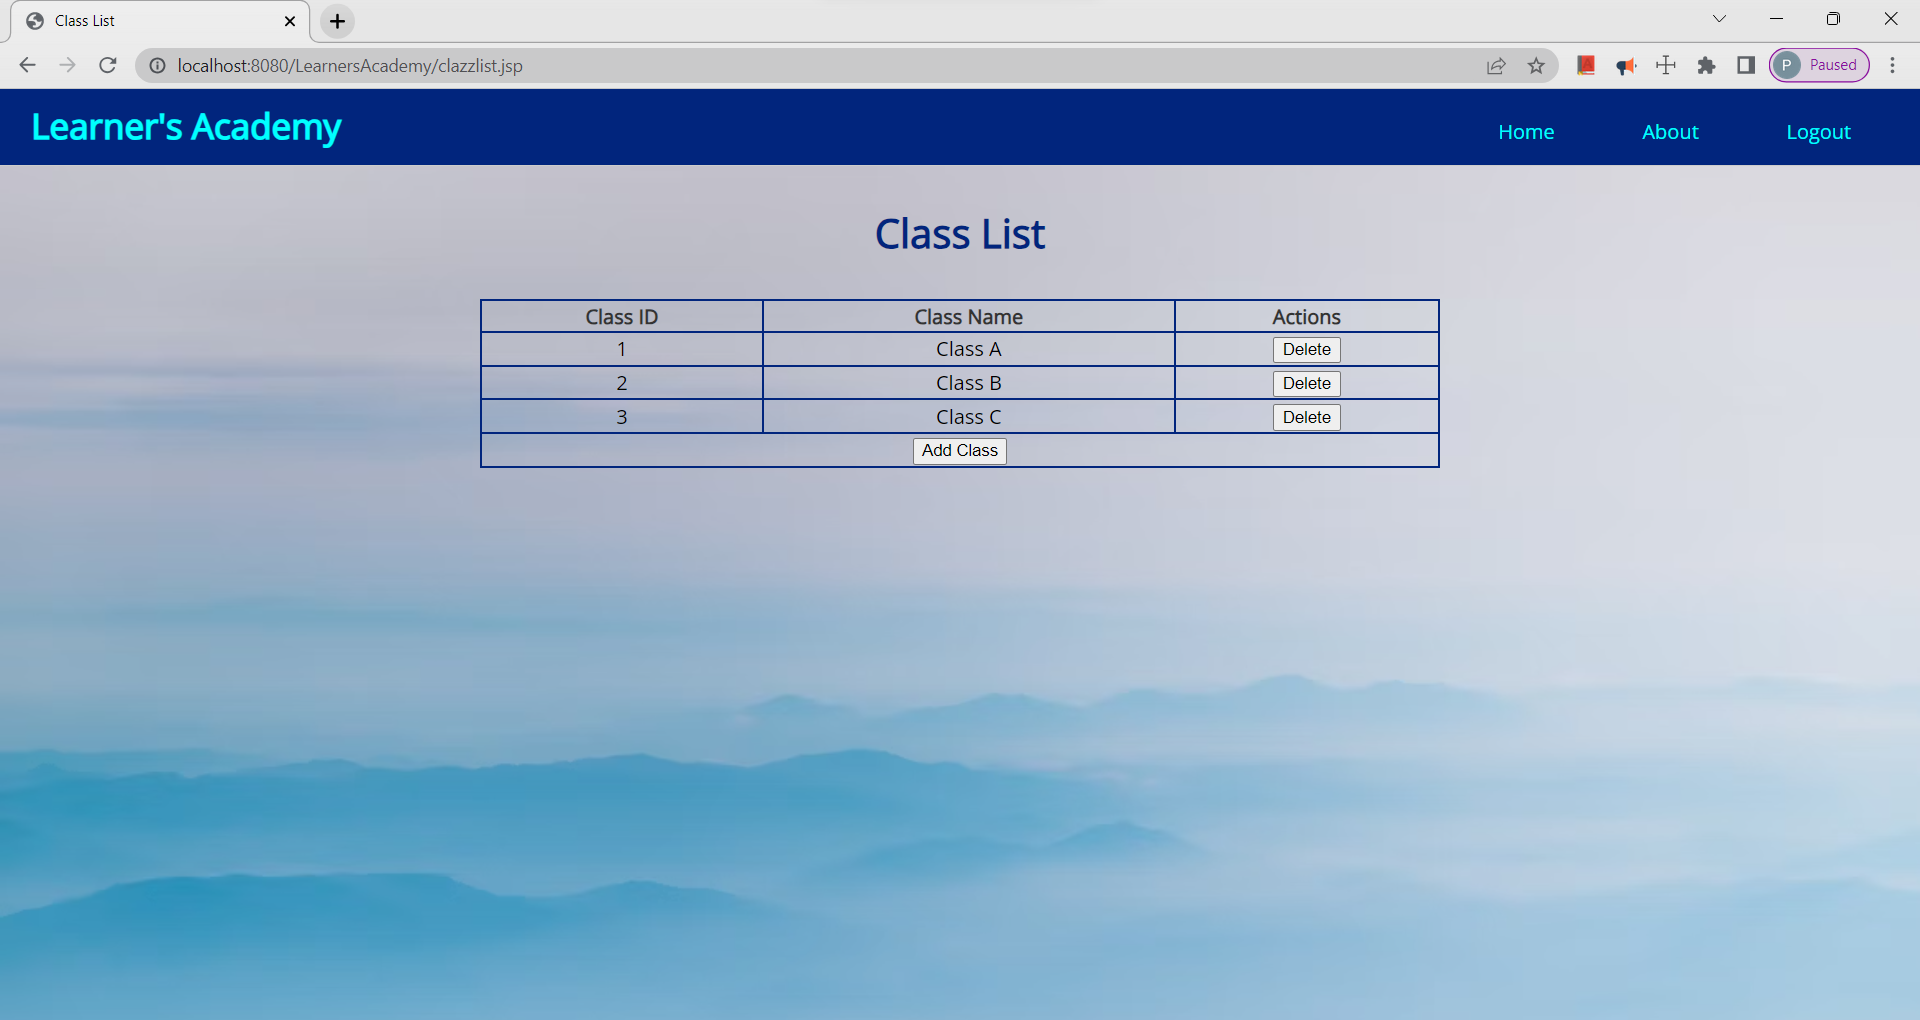 Class List
localhost:8080/LearnersAcademy/clazzlist.jsp
P Paused
Learner's Academy Home About Logout
Class List
Class ID Class Name Actions
1 Class A Delete
2 Class B Delete
3 Class C Delete
Add Class